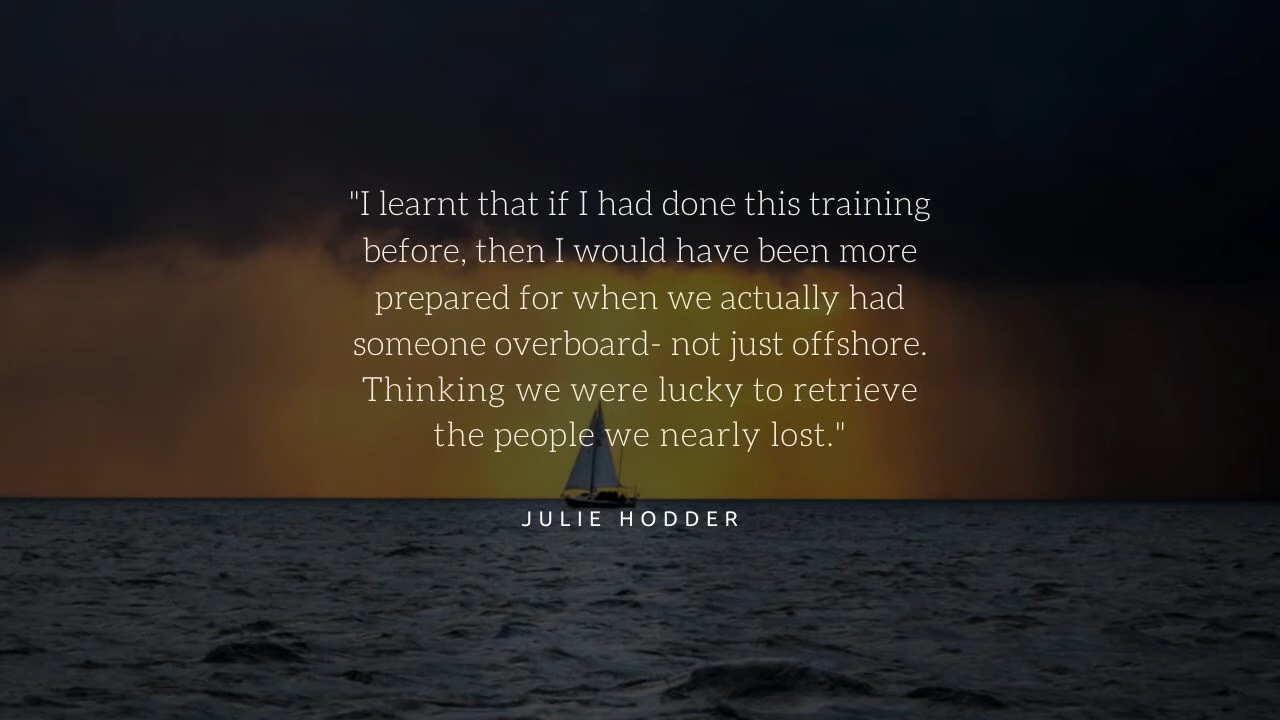 "I learnt that if I had done this training
before, then I would have been more
prepared for when we actually had
someone overboard- not just offshore.
Thinking we were lucky to retrieve
the people we nearly lost."
JULIE HODDER